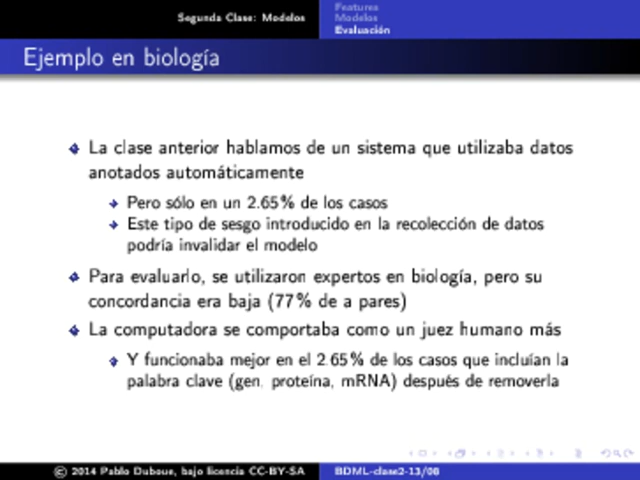 Segunda Clase: Modelos
Features
Modelos
Evaluación
Ejemplo en biología
La clase anterior hablamos de un sistema que utilizaba datos
anotados automáticamente
Pero sólo en un 2.65% de los casos
Este tipo de sesgo introducido en la recolección de datos
podría invalidar el modelo
Para evaluarlo, se utilizaron expertos en biología, pero su
concordancia era baja (77% de a pares)
La computadora se comportaba como un juez humano más
Y funcionaba mejor en el 2.65% de los casos que incluían la
palabra clave (gen, proteína, mRNA) después de removerla
© 2014 Pablo Duboue, bajo licencia CC-BY-SA
BDML-clase2-13/08